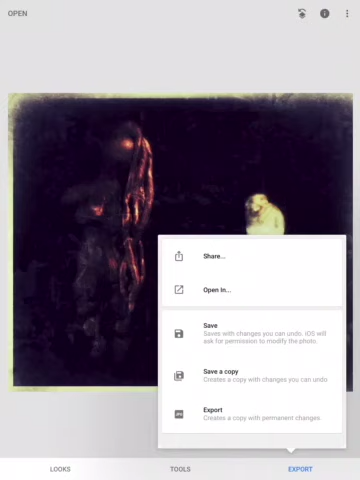 OPEN
Share...
Open In...
Save
Saves with changes you can undo. iOS will
ask for permission to modify the photo.
Save a copy
Creates a copy with changes you can undo
Export
Creates a copy with permanent changes.
LOOKS TOOLS EXPORT